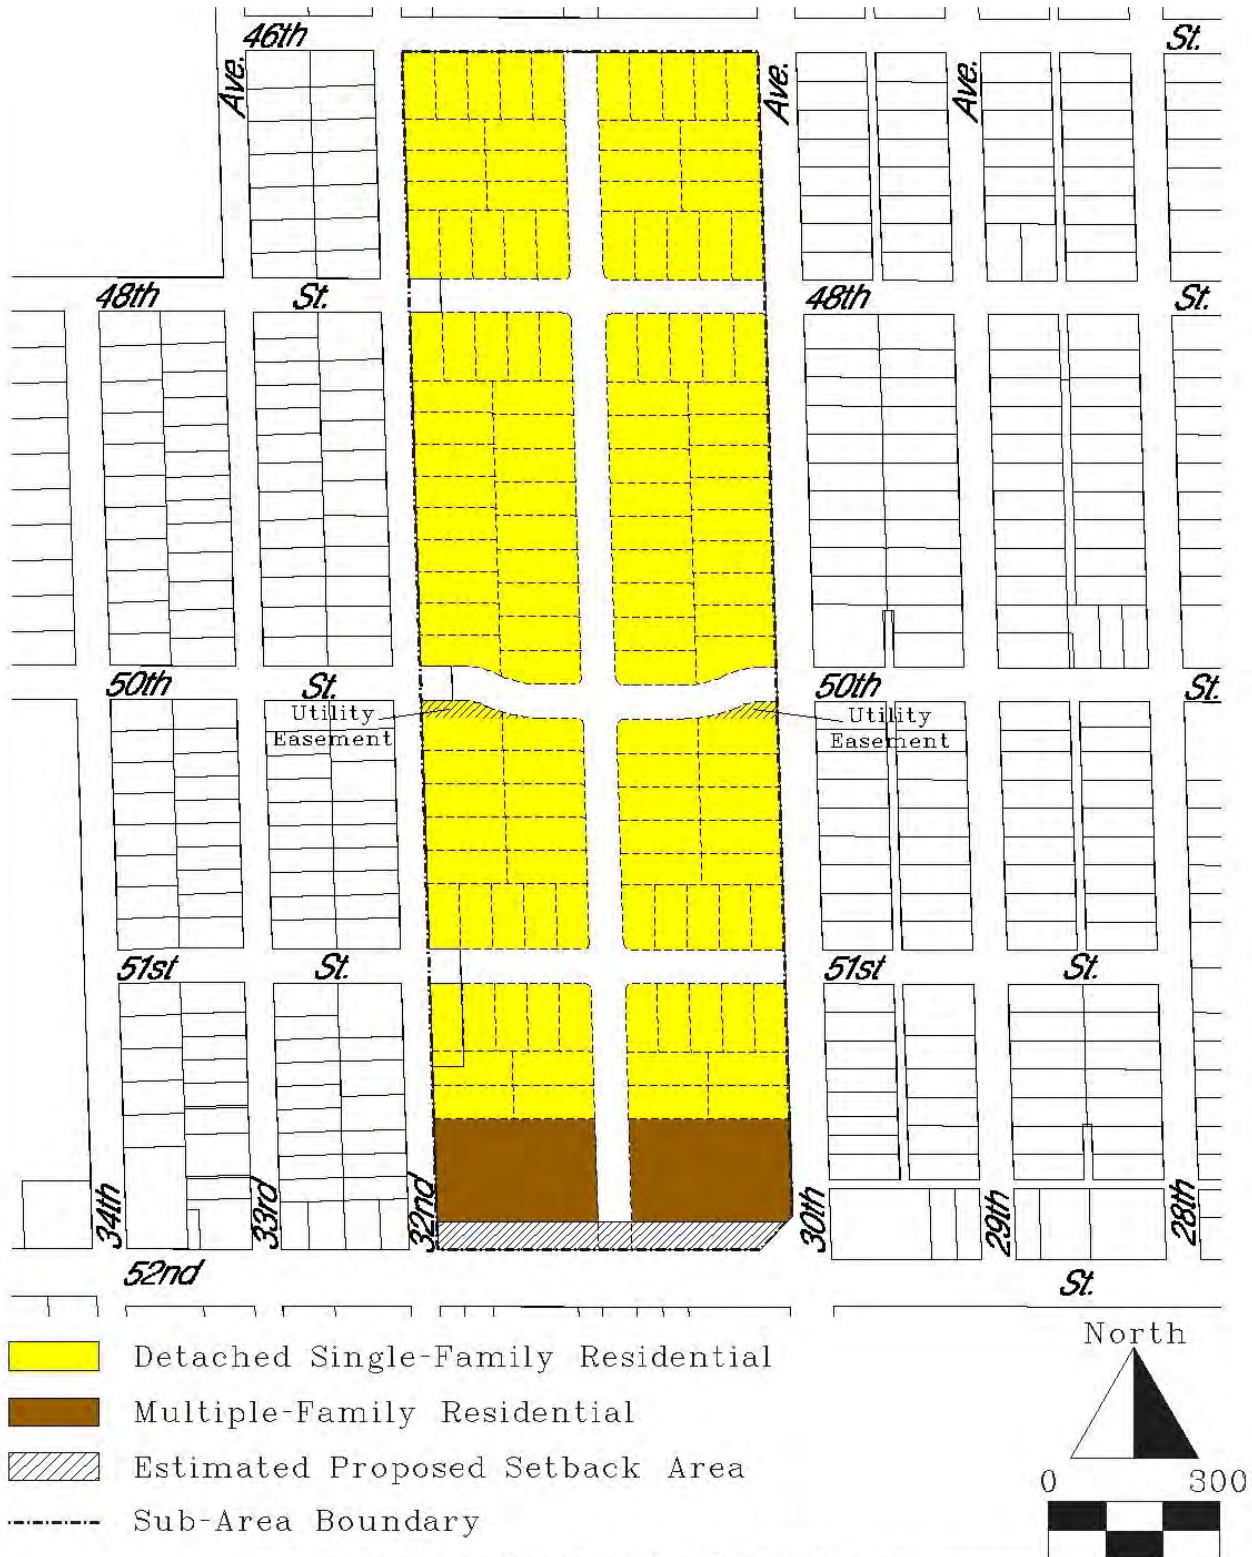 46th
St.
Ave.
Ave.
Ave.
48th
St.
48th
St.
50th
St.
50th
St.
Utility
Easement
Utility
Easement
51st
St.
51st
St.
34th
33rd
32nd
30th
29th
28th
52nd
St.
Detached Single-Family Residential
Multiple-Family Residential
Estimated Proposed Setback Area
Sub-Area Boundary
North
0 300